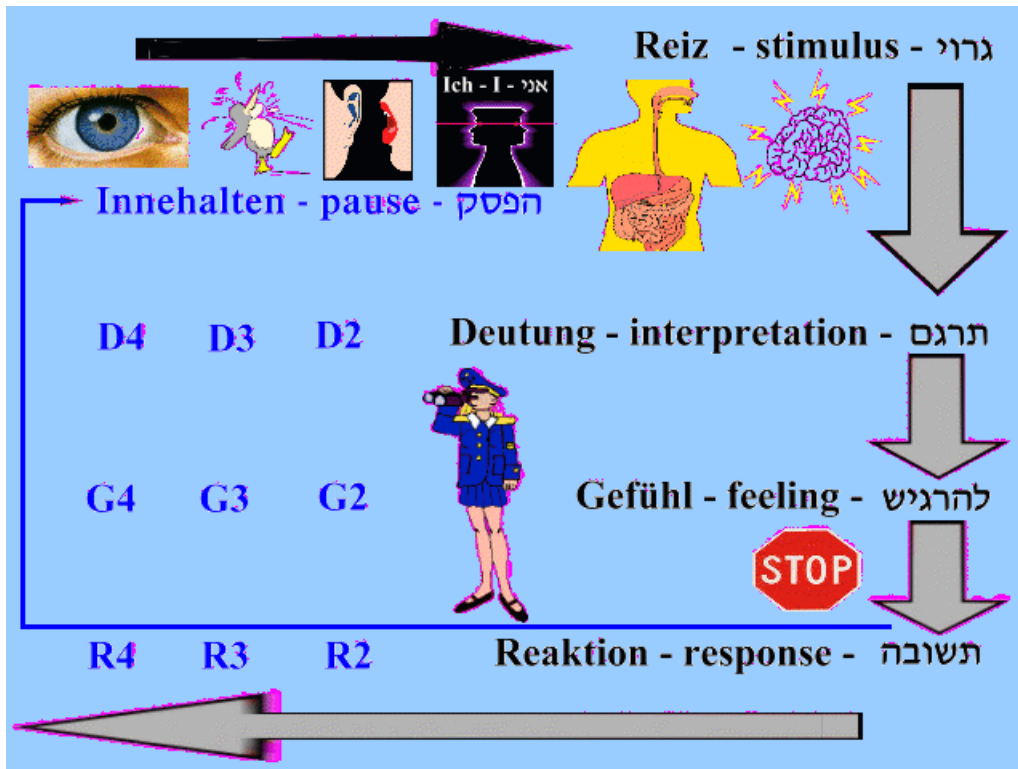 Reiz - stimulus - גרוי
Ich - I - אני
Innehalten - pause - הפסק
D4 D3 D2 Deutung - interpretation - תרגם
G4 G3 G2 Gefühl - feeling - להרגיש
STOP
R4 R3 R2 Reaktion - response - תשובה